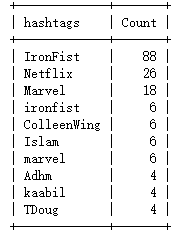 | hashtags | Count |
| IronFist | 88 |
| Netflix | 26 |
| Marvel | 18 |
| ironfist | 6 |
| ColleenWing | 6 |
| Islam | 6 |
| marvel | 6 |
| Adhm | 4 |
| kaabil | 4 |
| TDoug | 4 |